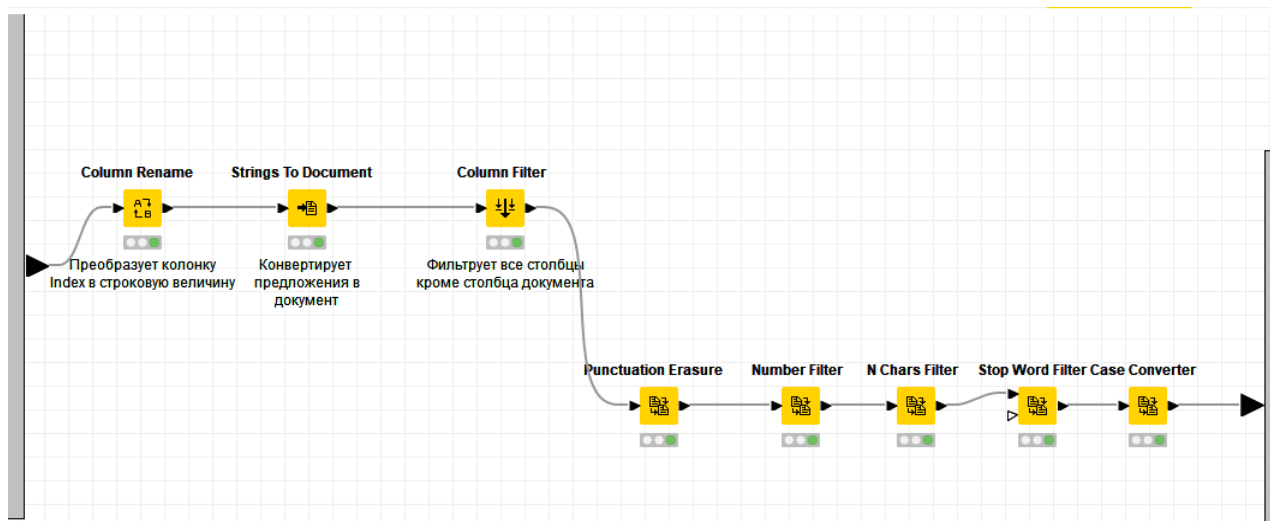 Column Rename
Strings To Document
Column Filter
Преобразует колонку
Index в строковую величину
Конвертирует
предложения в
документ
Фильтрует все столбцы
кроме столбца документа
Punctuation Erasure
Number Filter
N Chars Filter
Stop Word Filter
Case Converter